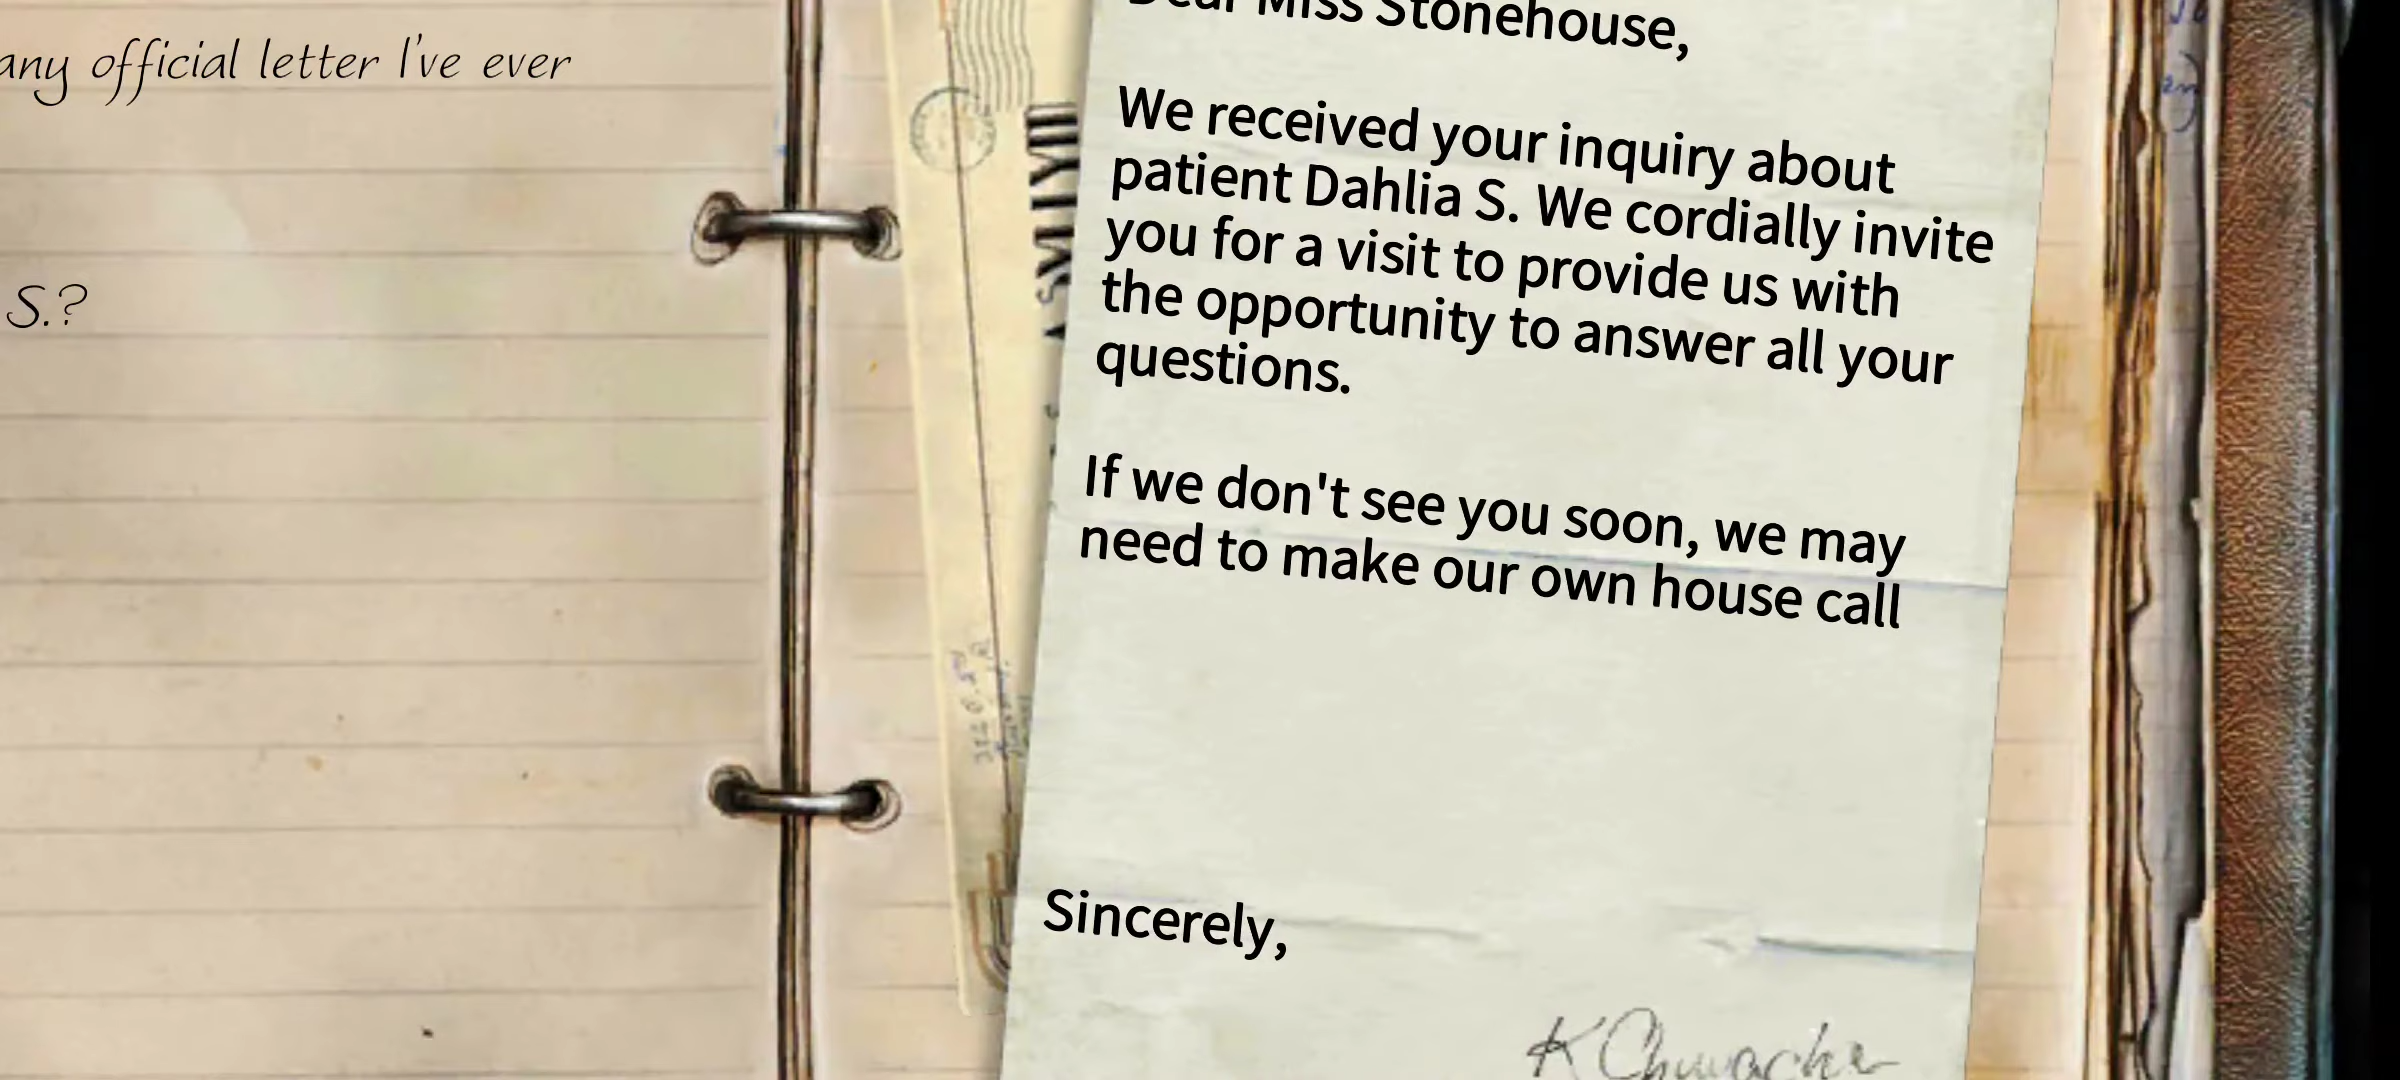 any official letter I've ever
S.?
Dear Miss Stonehouse,
We received your inquiry about
patient Dahlia S. We cordially invite
you for a visit to provide us with
the opportunity to answer all your
questions.
If we don't see you soon, we may
need to make our own house call
Sincerely,